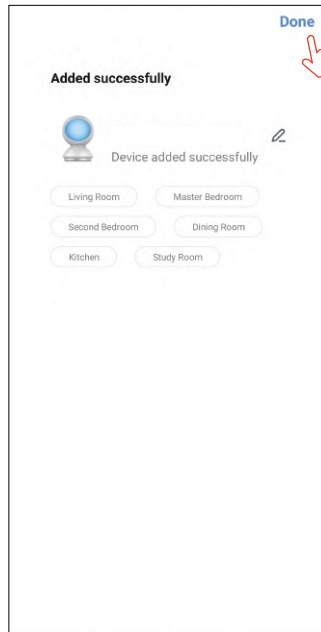 Done
Added successfully
Device added successfully
Living Room Master Bedroom
Second Bedroom Dining Room
Kitchen Study Room